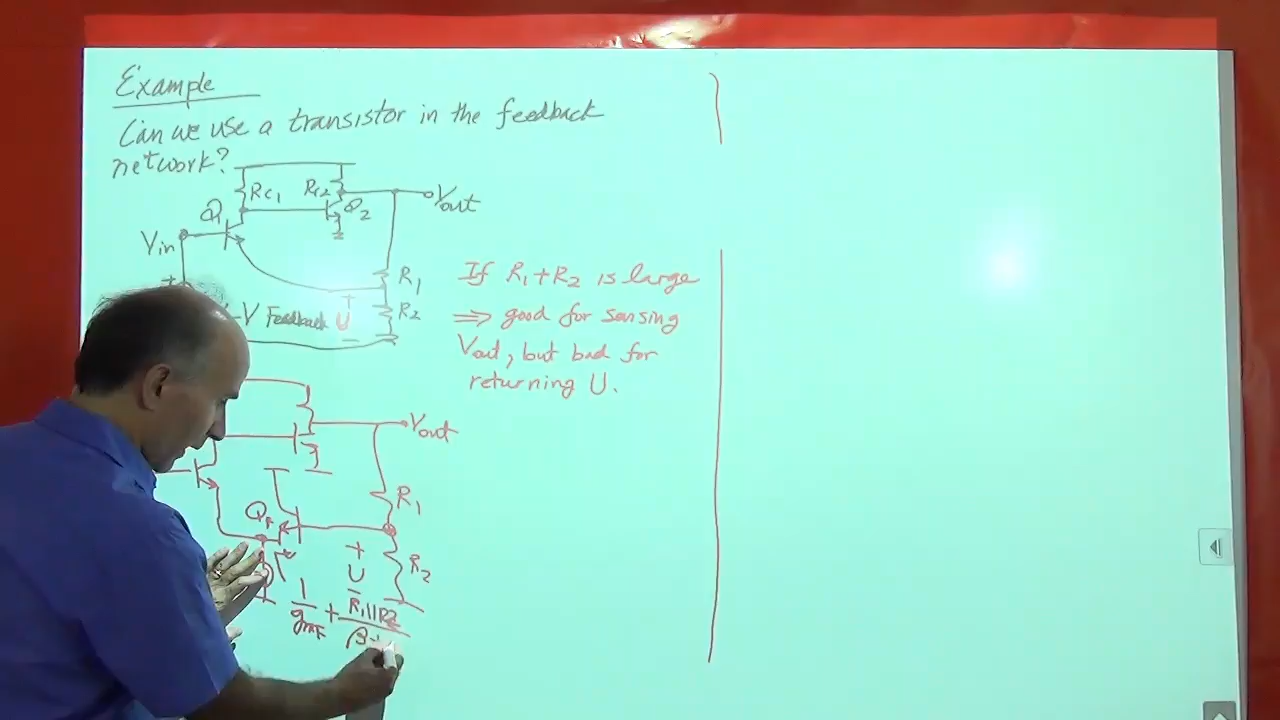 Example
Can we use a transistor in the feedback
network?
RC1
RC2
Q1
Q2
Vout
Vin
+
R1
If R1+R2 is large
-V Feedback
+
U
-
R2
⇒ good for sensing
Vout, but bad for
returning U.
Vout
R1
QF
+
U
-
R2
1/gmF + R1||R2
β+